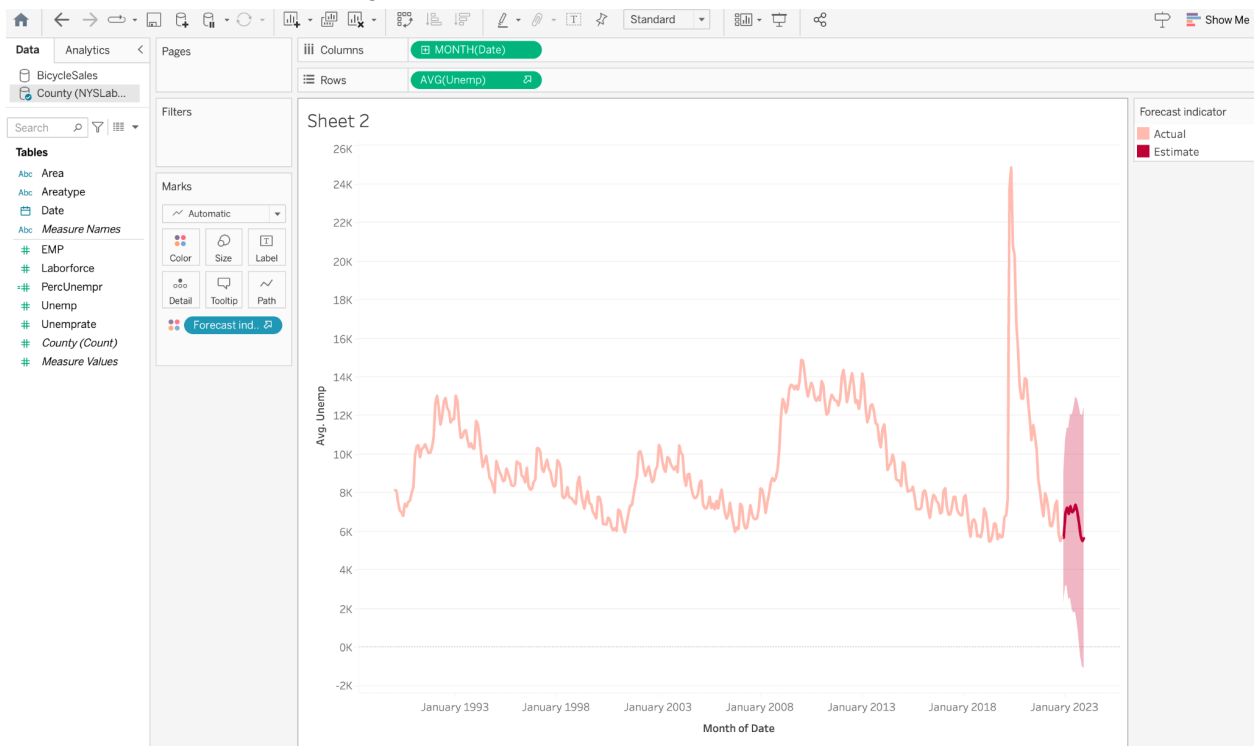 Standard
Show Me
Data
Analytics
Pages
Columns
MONTH(Date)
BicycleSales
County (NYSLab...
Rows
AVG(Unemp)
Search
Filters
Tables
Abc Area
Abc Areatype
Date
Abc Measure Names
EMP
Laborforce
PercUnempr
Unemp
Unemprate
County (Count)
Measure Values
Marks
Automatic
Color
Size
Label
Detail
Tooltip
Path
Forecast ind..
Sheet 2
26K
24K
22K
20K
18K
16K
14K
12K
10K
8K
6K
4K
2K
0K
-2K
Avg. Unemp
January 1993
January 1998
January 2003
January 2008
January 2013
January 2018
January 2023
Month of Date
Forecast indicator
Actual
Estimate